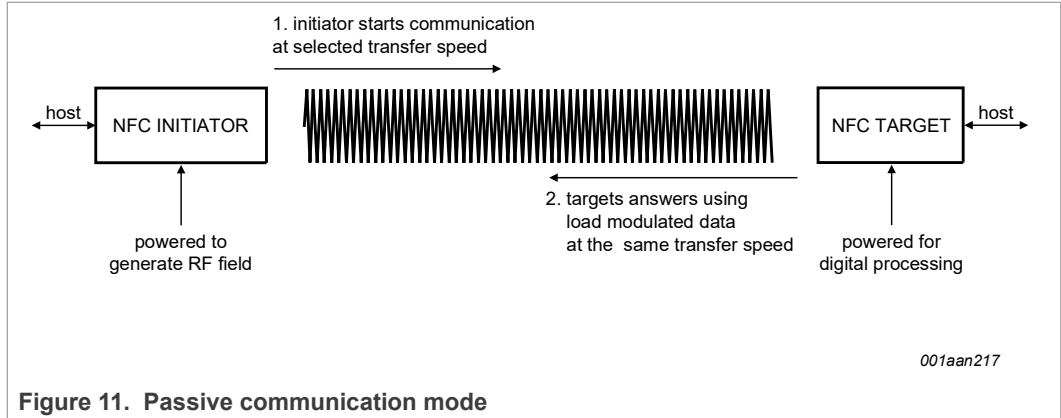 1. initiator starts communication
at selected transfer speed
host
NFC INITIATOR
NFC TARGET
host
2. targets answers using
load modulated data
at the same transfer speed
powered to
generate RF field
powered for
digital processing
001aan217
Figure 11. Passive communication mode